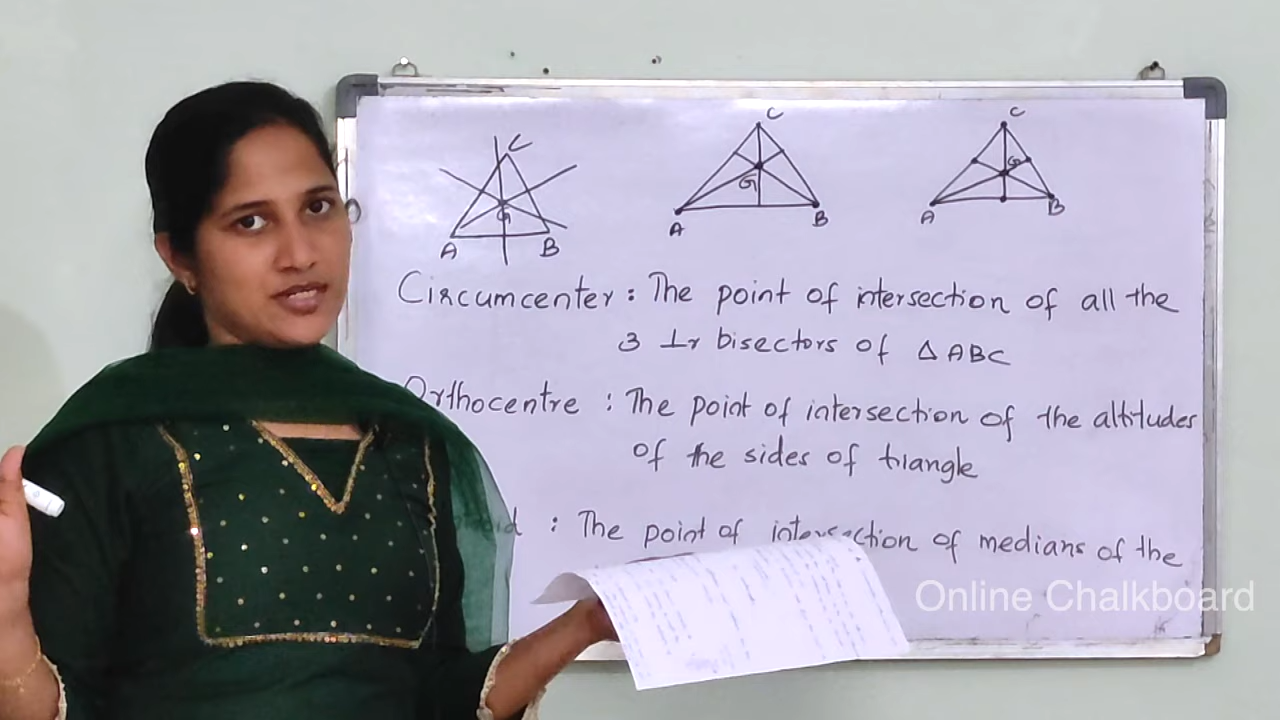 C
A
B
G
C
G
A
B
C
G
A
B
Circumcenter : The point of intersection of all the
3 ⊥r bisectors of △ABC
Orthocentre : The point of intersection of the altitudes
of the sides of triangle
: The point of intersection of medians of the
Online Chalkboard